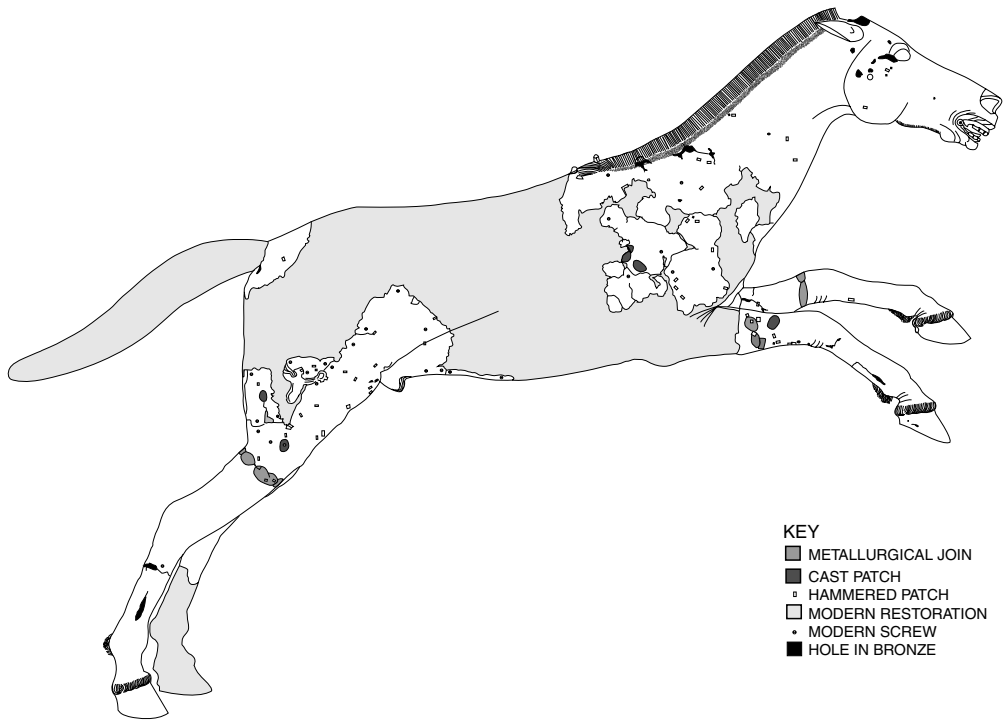 KEY
METALLURGICAL JOIN
CAST PATCH
HAMMERED PATCH
MODERN RESTORATION
MODERN SCREW
HOLE IN BRONZE